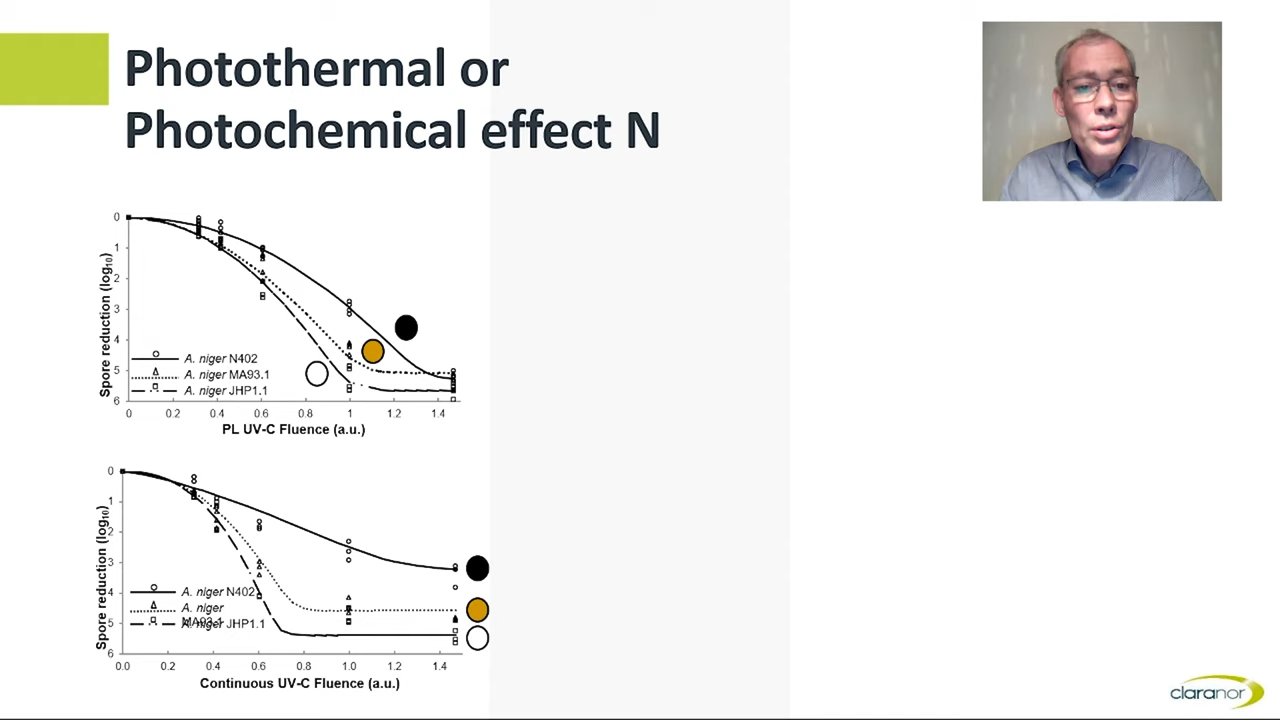 Photothermal or
Photochemical effect N
0
1
2
3
4
5
6
Spore reduction (log10)
A. niger N402
A. niger MA93.1
A. niger JHP1.1
0 0.2 0.4 0.6 0.8 1 1.2 1.4
PL UV-C Fluence (a.u.)
0
1
2
3
4
5
6
Spore reduction (log10)
A. niger N402
A. niger
MA93.1
A. niger JHP1.1
0.0 0.2 0.4 0.6 0.8 1.0 1.2 1.4
Continuous UV-C Fluence (a.u.)
claranor